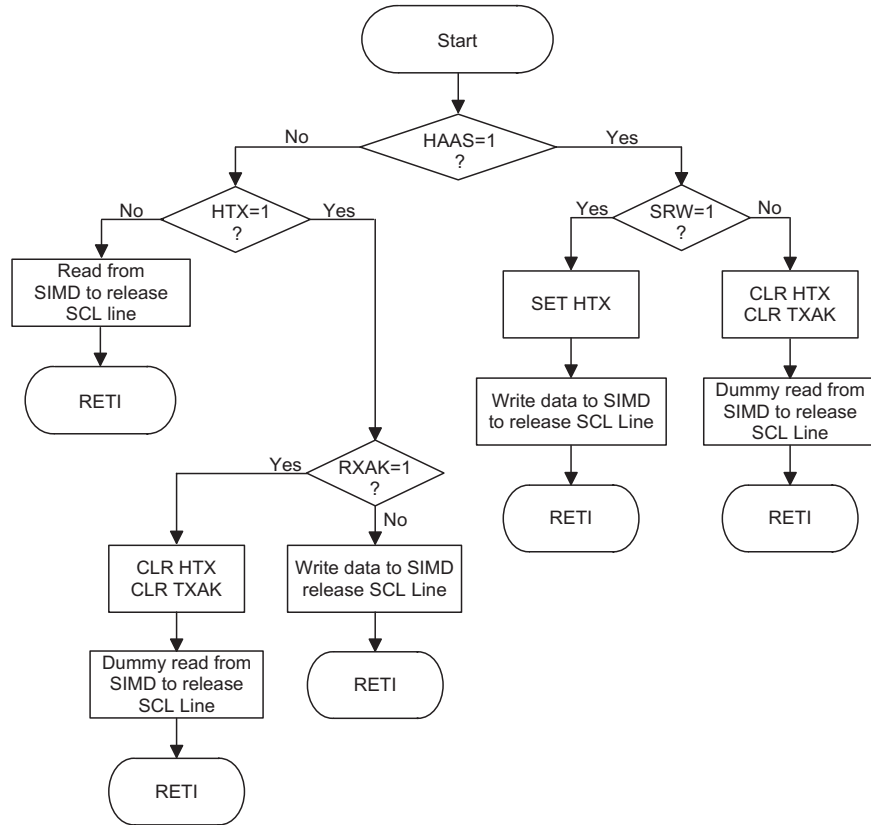 Start
No
HAAS=1
?
Yes
No
HTX=1
?
Yes
Yes
SRW=1
?
No
Read from
SIMD to release
SCL line
SET HTX
CLR HTX
CLR TXAK
RETI
Write data to SIMD
to release SCL Line
Dummy read from
SIMD to release
SCL Line
Yes
RXAK=1
?
No
RETI
RETI
CLR HTX
CLR TXAK
Write data to SIMD
release SCL Line
Dummy read from
SIMD to release
SCL Line
RETI
RETI